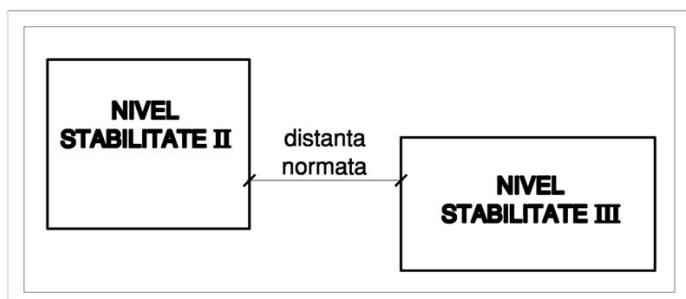 NIVEL
STABILITATE II
distanta
normata
NIVEL
STABILITATE III